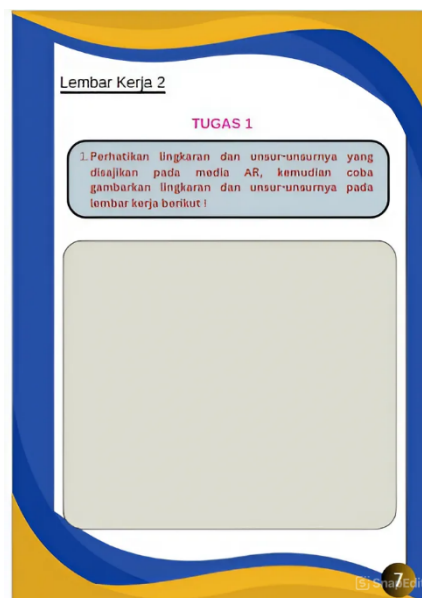 Lembar Kerja 2
TUGAS 1
1. Perhatikan lingkaran dan unsur-unsurnya yang
disajikan pada media AR, kemudian coba
gambarkan lingkaran dan unsur-unsurnya pada
lembar kerja berikut !
7
SnapEdit